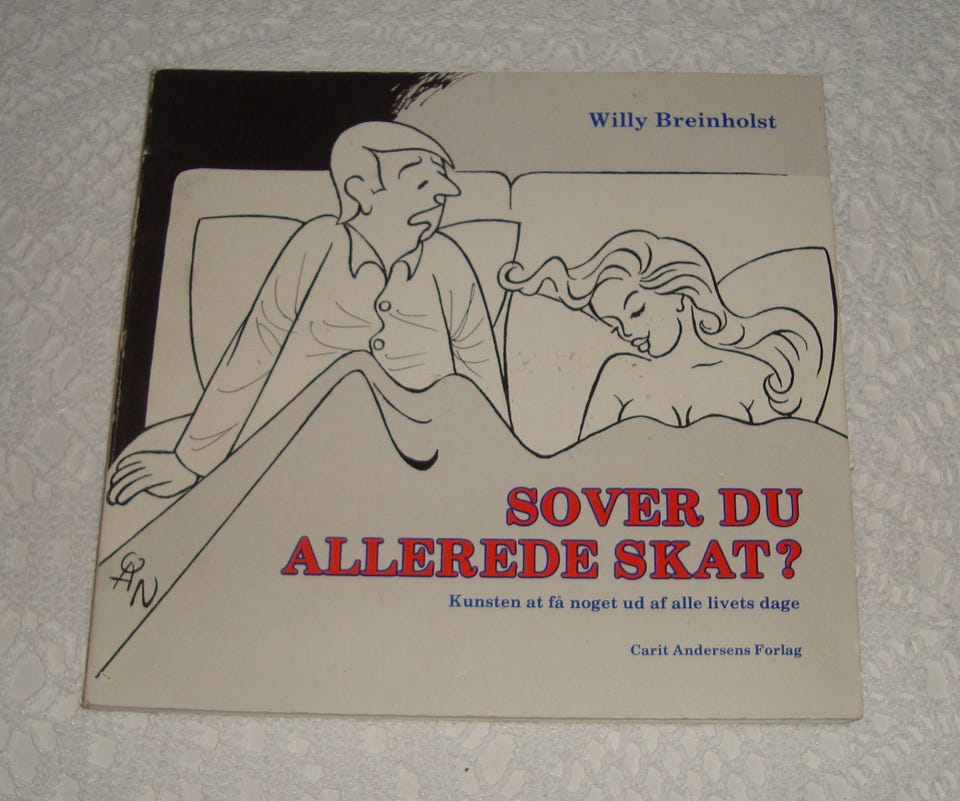 Willy Breinholst
SOVER DU
ALLEREDE SKAT?
Kunsten at få noget ud af alle livets dage
Carit Andersens Forlag